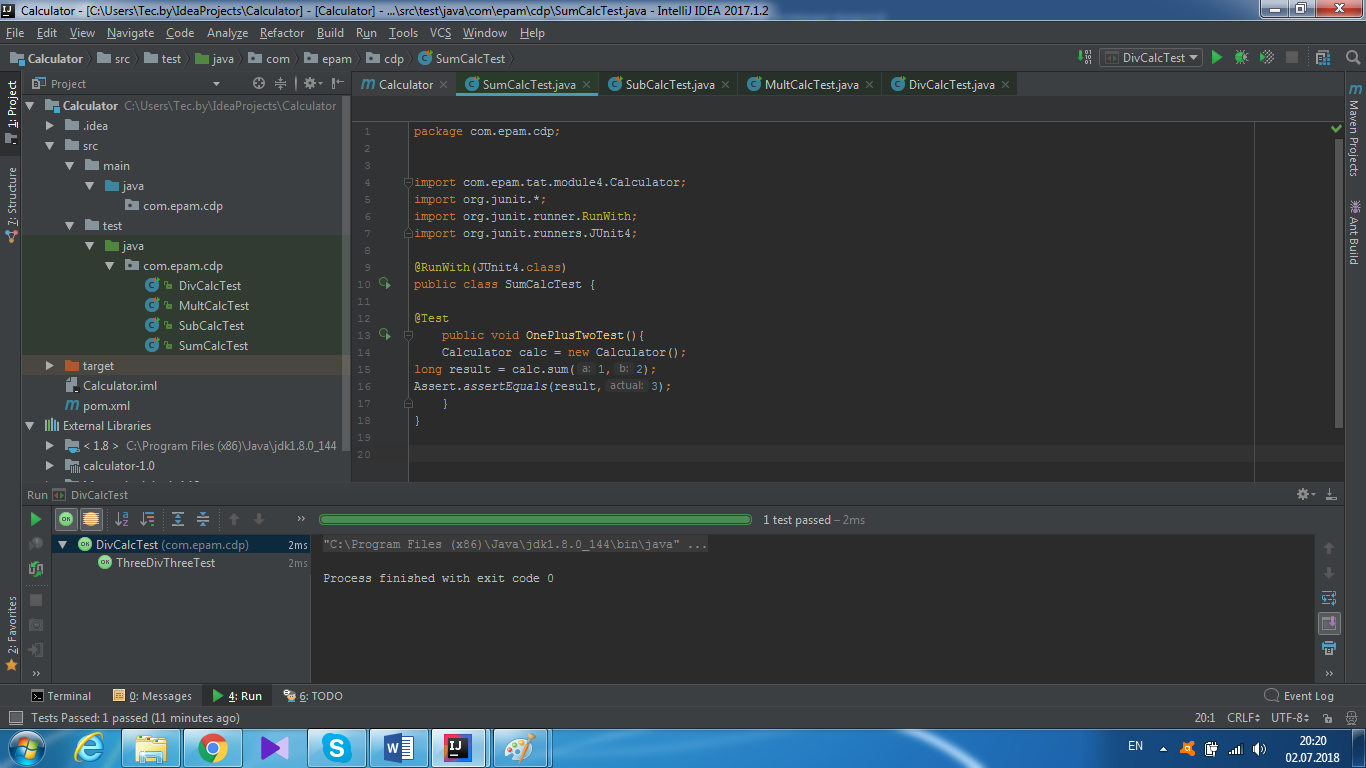 Calculator - [C:\Users\Tec.by\IdeaProjects\Calculator] - [Calculator] - ...\src\test\java\com\epam\cdp\SumCalcTest.java - IntelliJ IDEA 2017.1.2
File Edit View Navigate Code Analyze Refactor Build Run Tools VCS Window Help
Calculator src test java com epam cdp SumCalcTest DivCalcTest
1: Project
7: Structure
2: Favorites
Project
Calculator C:\Users\Tec.by\IdeaProjects\Calculator
.idea
src
main
java
com.epam.cdp
test
java
com.epam.cdp
DivCalcTest
MultCalcTest
SubCalcTest
SumCalcTest
target
Calculator.iml
pom.xml
External Libraries
< 1.8 > C:\Program Files (x86)\Java\jdk1.8.0_144
calculator-1.0
Calculator SumCalcTest.java SubCalcTest.java MultCalcTest.java DivCalcTest.java
1 package com.epam.cdp;
2
3
4 import com.epam.tat.module4.Calculator;
5 import org.junit.*;
6 import org.junit.runner.RunWith;
7 import org.junit.runners.JUnit4;
8
9 @RunWith(JUnit4.class)
10 public class SumCalcTest {
11
12 @Test
13 public void OnePlusTwoTest(){
14 Calculator calc = new Calculator();
15 long result = calc.sum( a: 1, b: 2);
16 Assert.assertEquals(result, actual: 3);
17 }
18 }
19
20
Maven Projects
Ant Build
Run DivCalcTest
1 test passed – 2ms
DivCalcTest (com.epam.cdp) 2ms
ThreeDivThreeTest 2ms
"C:\Program Files (x86)\Java\jdk1.8.0_144\bin\java" ...
Process finished with exit code 0
Terminal 0: Messages 4: Run 6: TODO Event Log
Tests Passed: 1 passed (11 minutes ago) 20:1 CRLF UTF-8
EN 20:20
02.07.2018